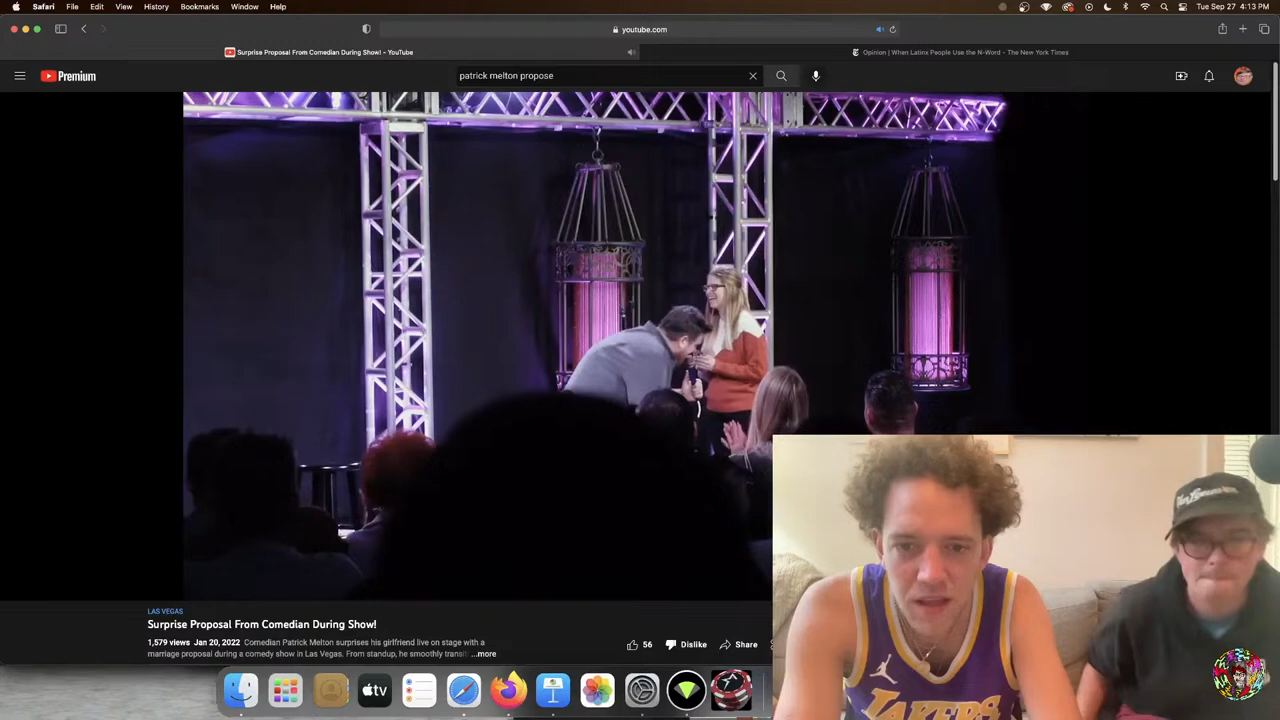 Safari File Edit View History Bookmarks Window Help
Tue Sep 27 4:13 PM
youtube.com
Surprise Proposal From Comedian During Show! - YouTube
Opinion | When Latinx People Use the N-Word - The New York Times
Premium
patrick melton propose
LAS VEGAS
Surprise Proposal From Comedian During Show!
1,579 views Jan 20, 2022 Comedian Patrick Melton surprises his girlfriend live on stage with a
marriage proposal during a comedy show in Las Vegas. From standup, he smoothly transit ...more
56 Dislike Share
tv
LAKERS